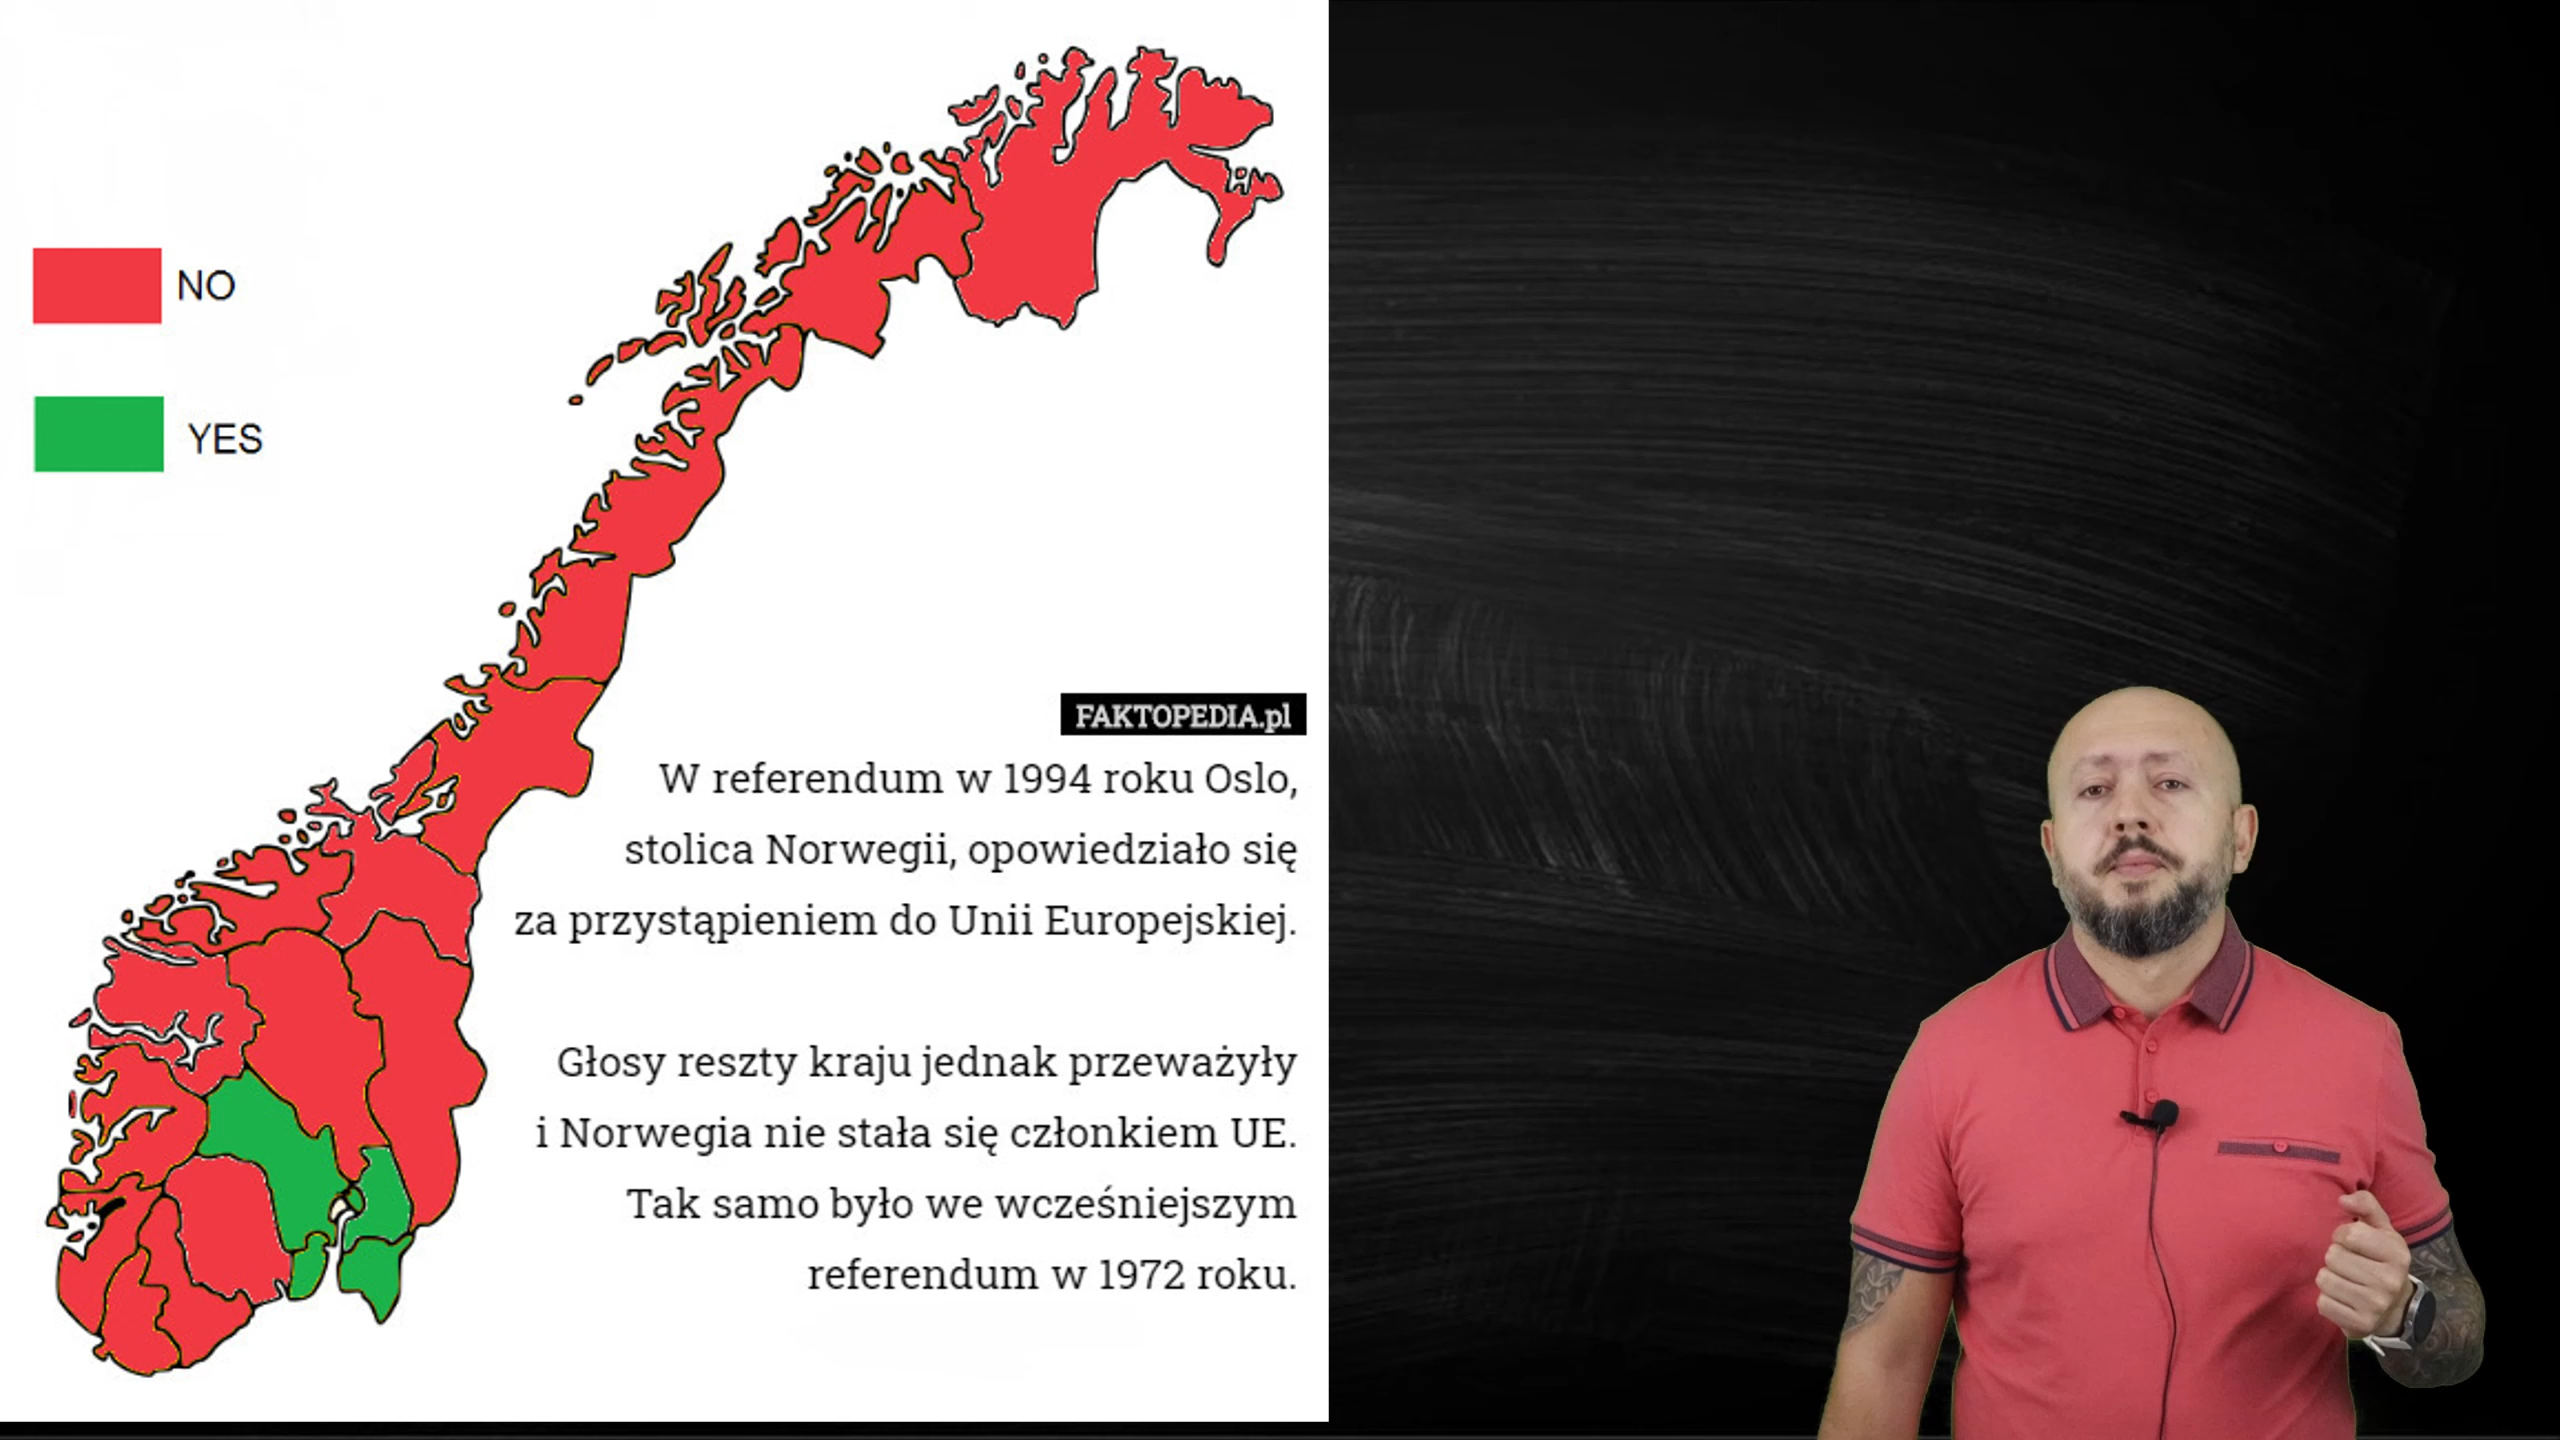 NO
YES
FAKTOPEDIA.pl
W referendum w 1994 roku Oslo,
stolica Norwegii, opowiedziało się
za przystąpieniem do Unii Europejskiej.
Głosy reszty kraju jednak przeważyły
i Norwegia nie stała się członkiem UE.
Tak samo było we wcześniejszym
referendum w 1972 roku.